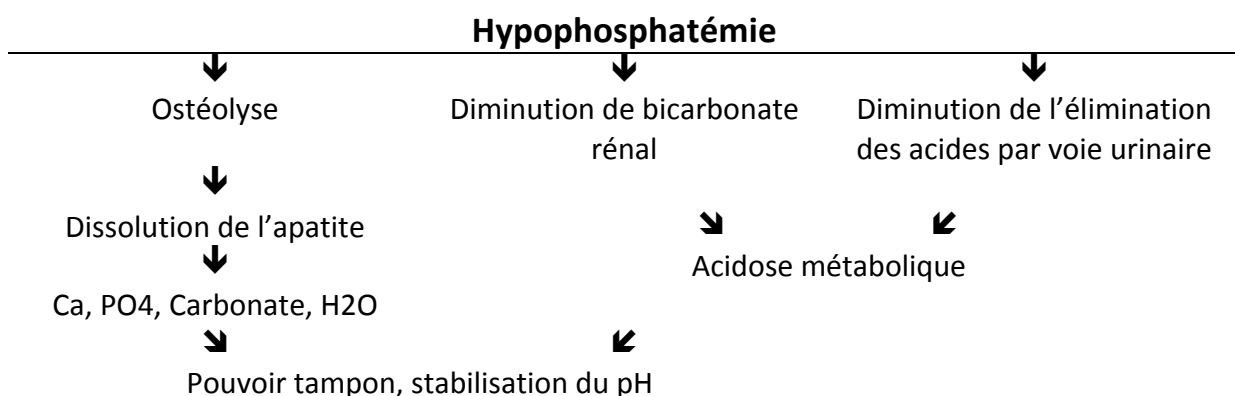 Hypophosphatémie
Ostéolyse
Diminution de bicarbonate
rénal
Diminution de l’élimination
des acides par voie urinaire
Dissolution de l’apatite
Acidose métabolique
Ca, PO4, Carbonate, H2O
Pouvoir tampon, stabilisation du pH